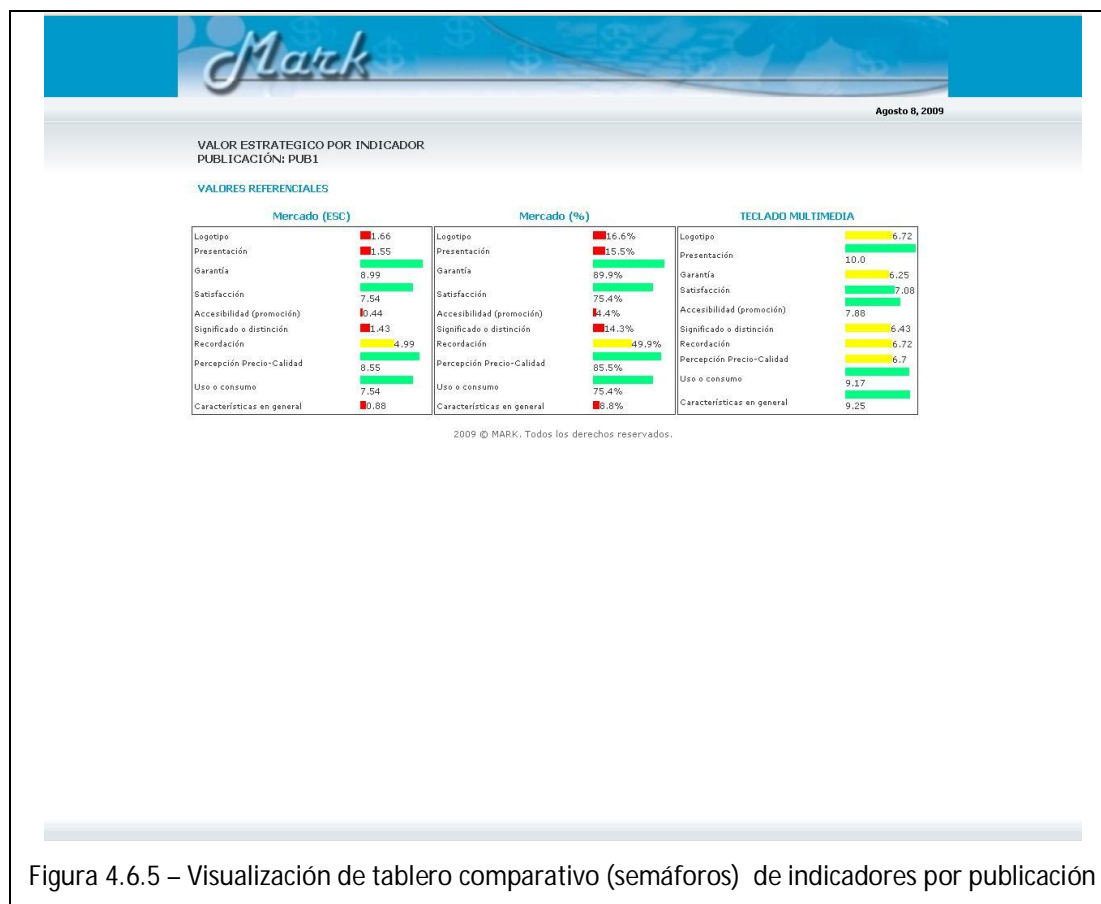 Mark
Agosto 8, 2009
VALOR ESTRATEGICO POR INDICADOR
PUBLICACIÓN: PUB1
VALORES REFERENCIALES
Mercado (ESC)
Logotipo 1.66
Presentación 1.55
Garantía 8.99
Satisfacción 7.54
Accesibilidad (promoción) 0.44
Significado o distinción 1.43
Recordación 4.99
Percepción Precio-Calidad 8.55
Uso o consumo 7.54
Características en general 0.88
Mercado (%)
Logotipo 16.6%
Presentación 15.5%
Garantía 89.9%
Satisfacción 75.4%
Accesibilidad (promoción) 4.4%
Significado o distinción 14.3%
Recordación 49.9%
Percepción Precio-Calidad 85.5%
Uso o consumo 75.4%
Características en general 8.8%
TECLADO MULTIMEDIA
Logotipo 6.72
Presentación 10.0
Garantía 6.25
Satisfacción 7.08
Accesibilidad (promoción) 7.88
Significado o distinción 6.43
Recordación 6.72
Percepción Precio-Calidad 6.7
Uso o consumo 9.17
Características en general 9.25
2009 © MARK. Todos los derechos reservados.
Figura 4.6.5 – Visualización de tablero comparativo (semáforos) de indicadores por publicación